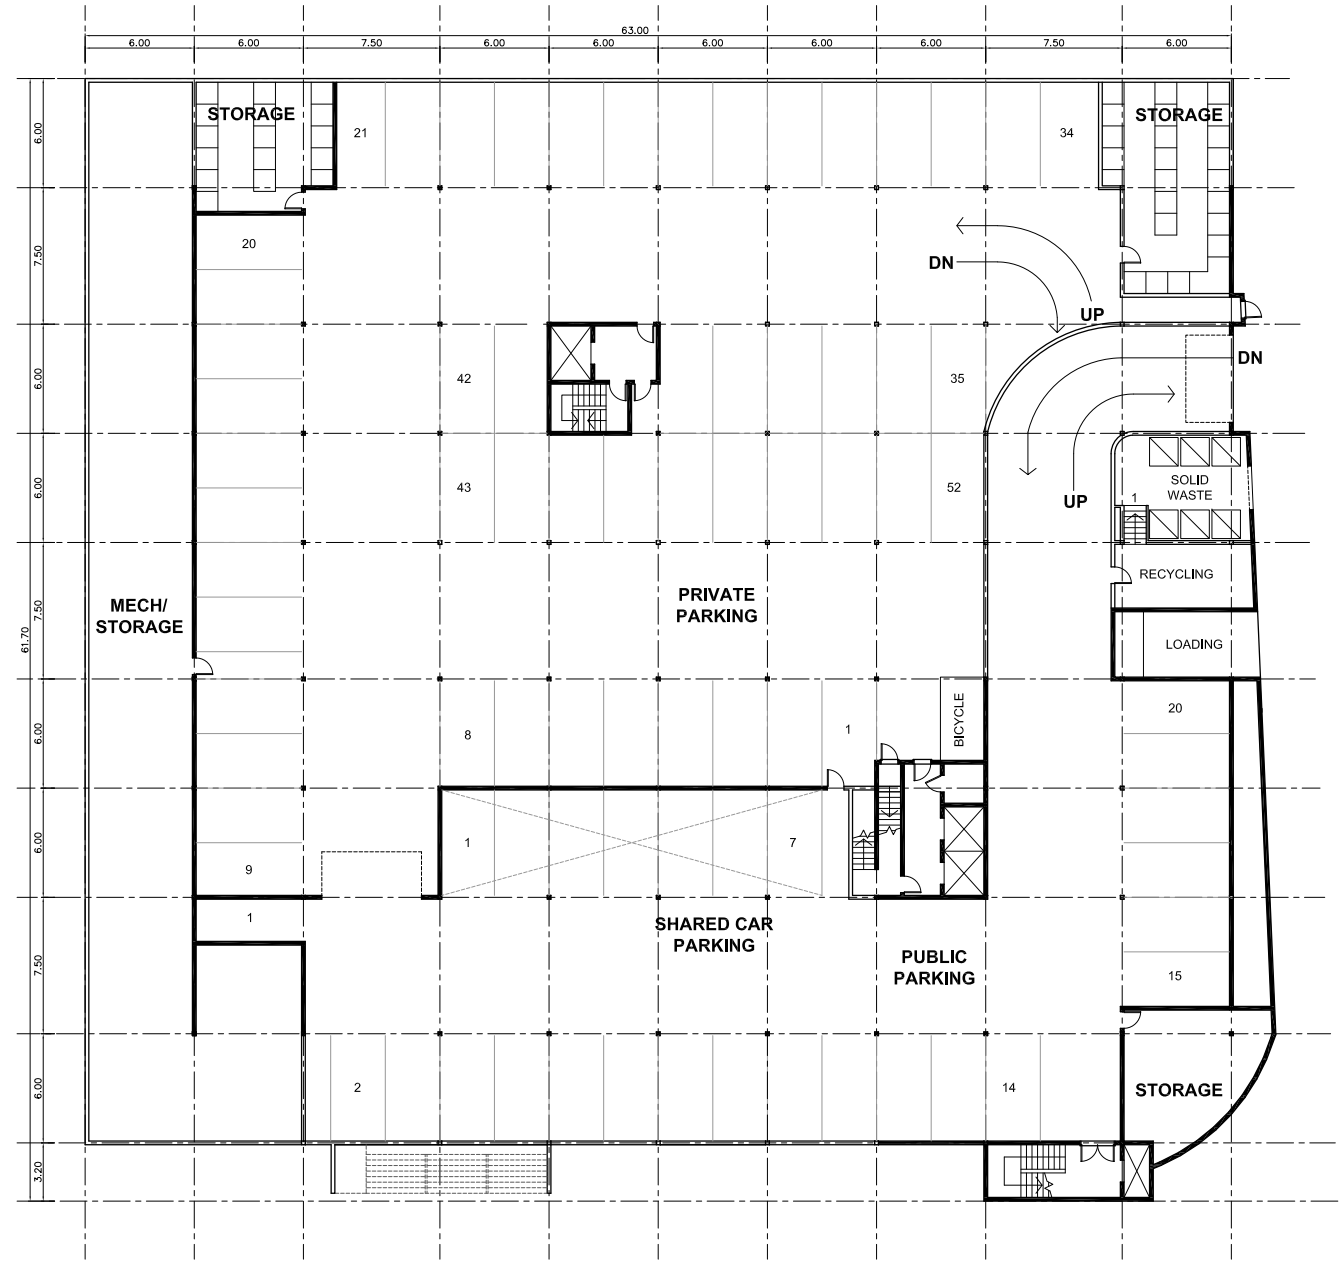 63.00
6.00 6.00 7.50 6.00 6.00 6.00 6.00 6.00 7.50 6.00
STORAGE
STORAGE
6.00
21
34
20
7.50
DN
UP
DN
6.00
42
35
43
52
6.00
UP
SOLID
WASTE
1
RECYCLING
MECH/
STORAGE
PRIVATE
PARKING
7.50
61.70
LOADING
20
8
1
BICYCLE
6.00
1
7
6.00
9
1
SHARED CAR
PARKING
PUBLIC
PARKING
7.50
15
2
14
STORAGE
6.00
3.20